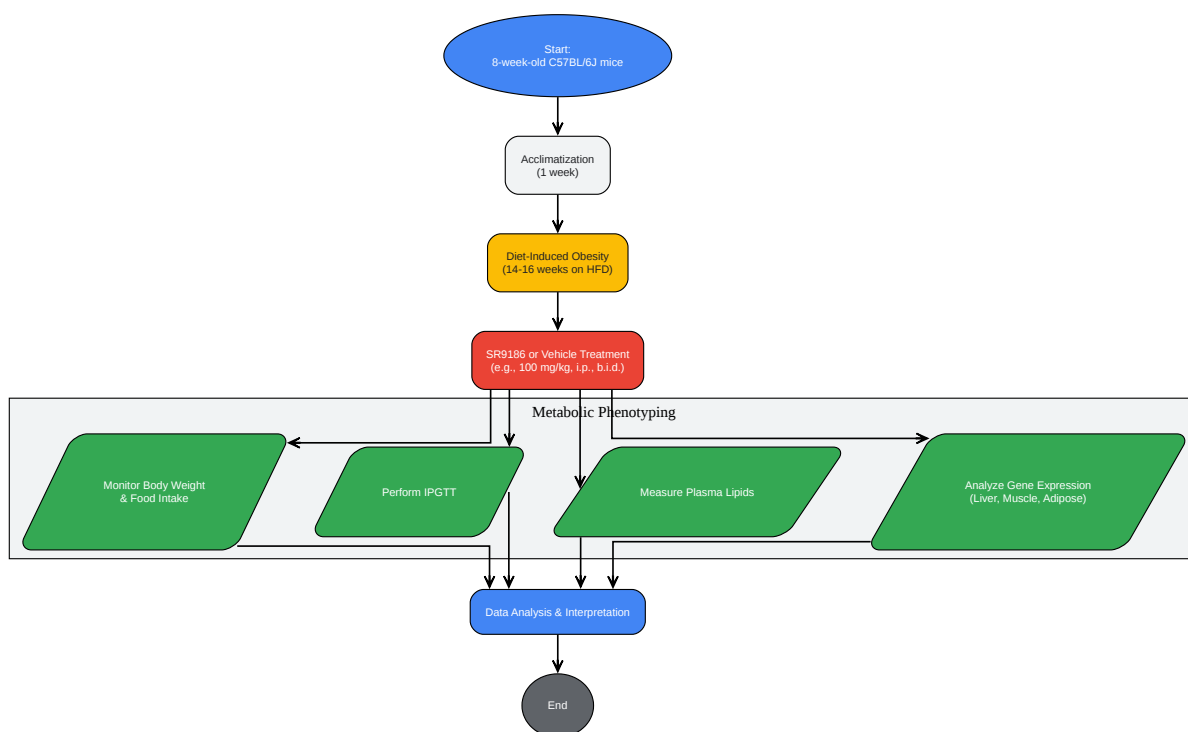 Start:
8-week-old C57BL/6J mice
Acclimatization
(1 week)
Diet-Induced Obesity
(14-16 weeks on HFD)
SR9186 or Vehicle Treatment
(e.g., 100 mg/kg, i.p., b.i.d.)
Metabolic Phenotyping
Monitor Body Weight
& Food Intake
Perform IPGTT
Measure Plasma Lipids
Analyze Gene Expression
(Liver, Muscle, Adipose)
Data Analysis & Interpretation
End